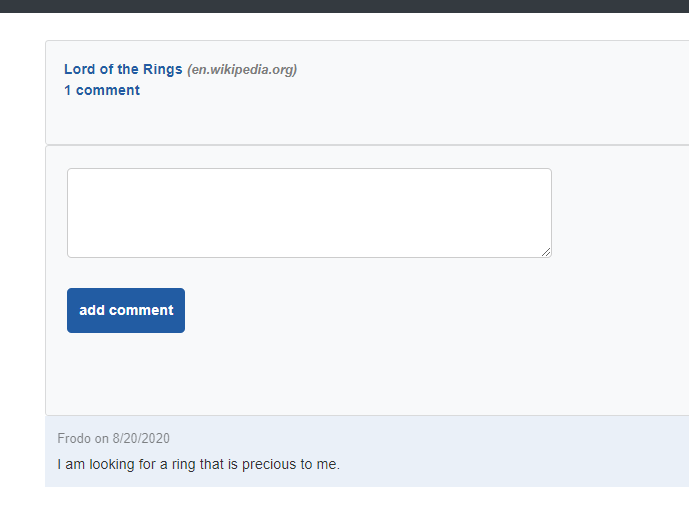 Lord of the Rings (en.wikipedia.org)
1 comment
add comment
Frodo on 8/20/2020
I am looking for a ring that is precious to me.